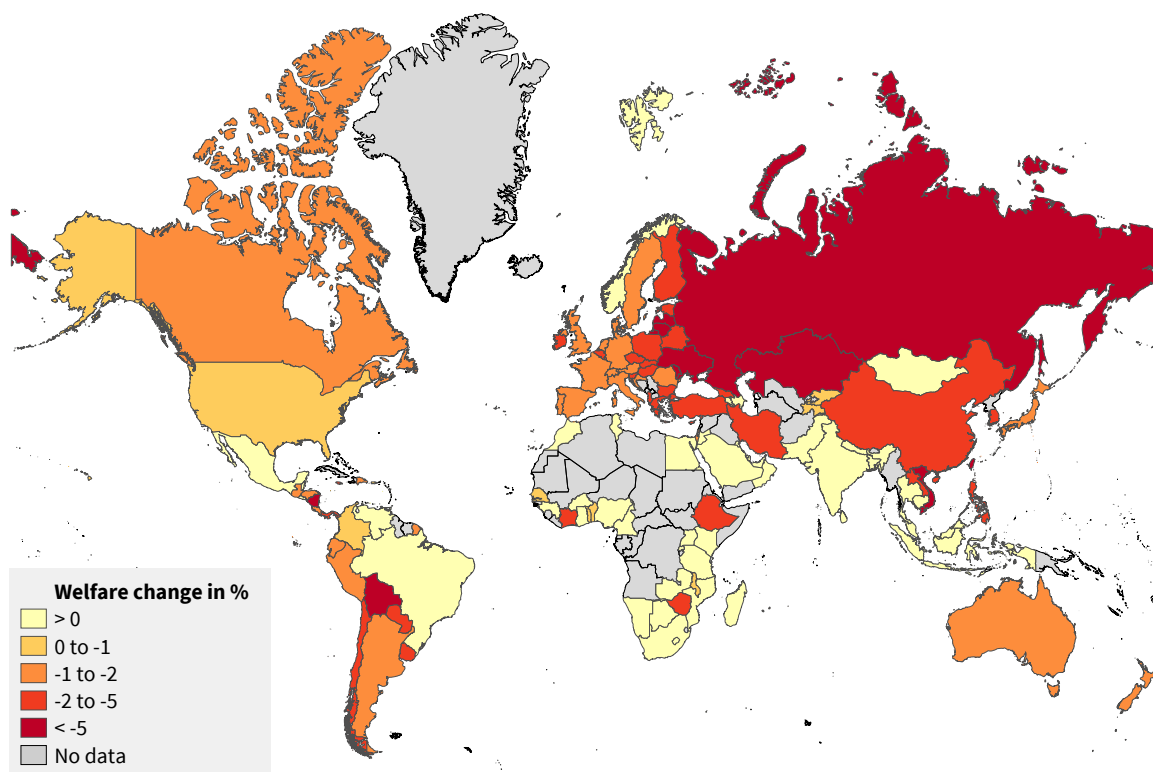 Welfare change in %
> 0
0 to -1
-1 to -2
-2 to -5
< -5
No data